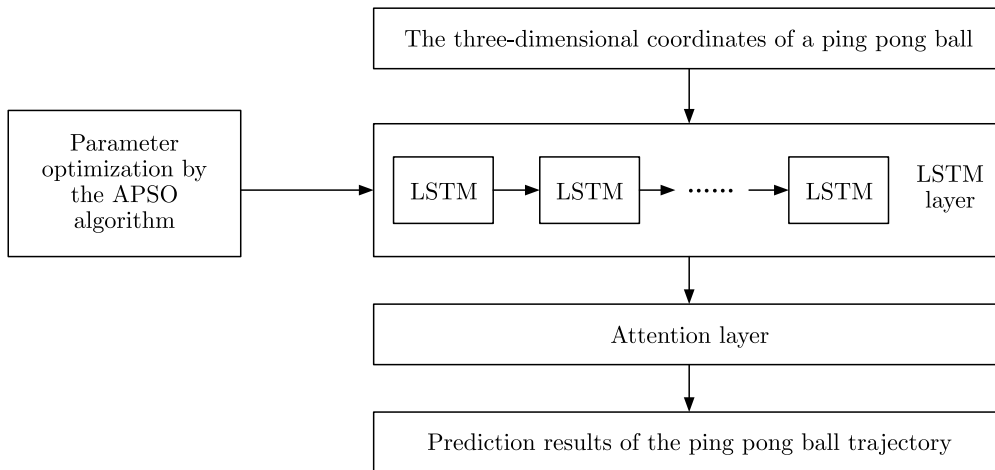 The three-dimensional coordinates of a ping pong ball
Parameter
optimization by
the APSO
algorithm
LSTM
LSTM
......
LSTM
LSTM
layer
Attention layer
Prediction results of the ping pong ball trajectory